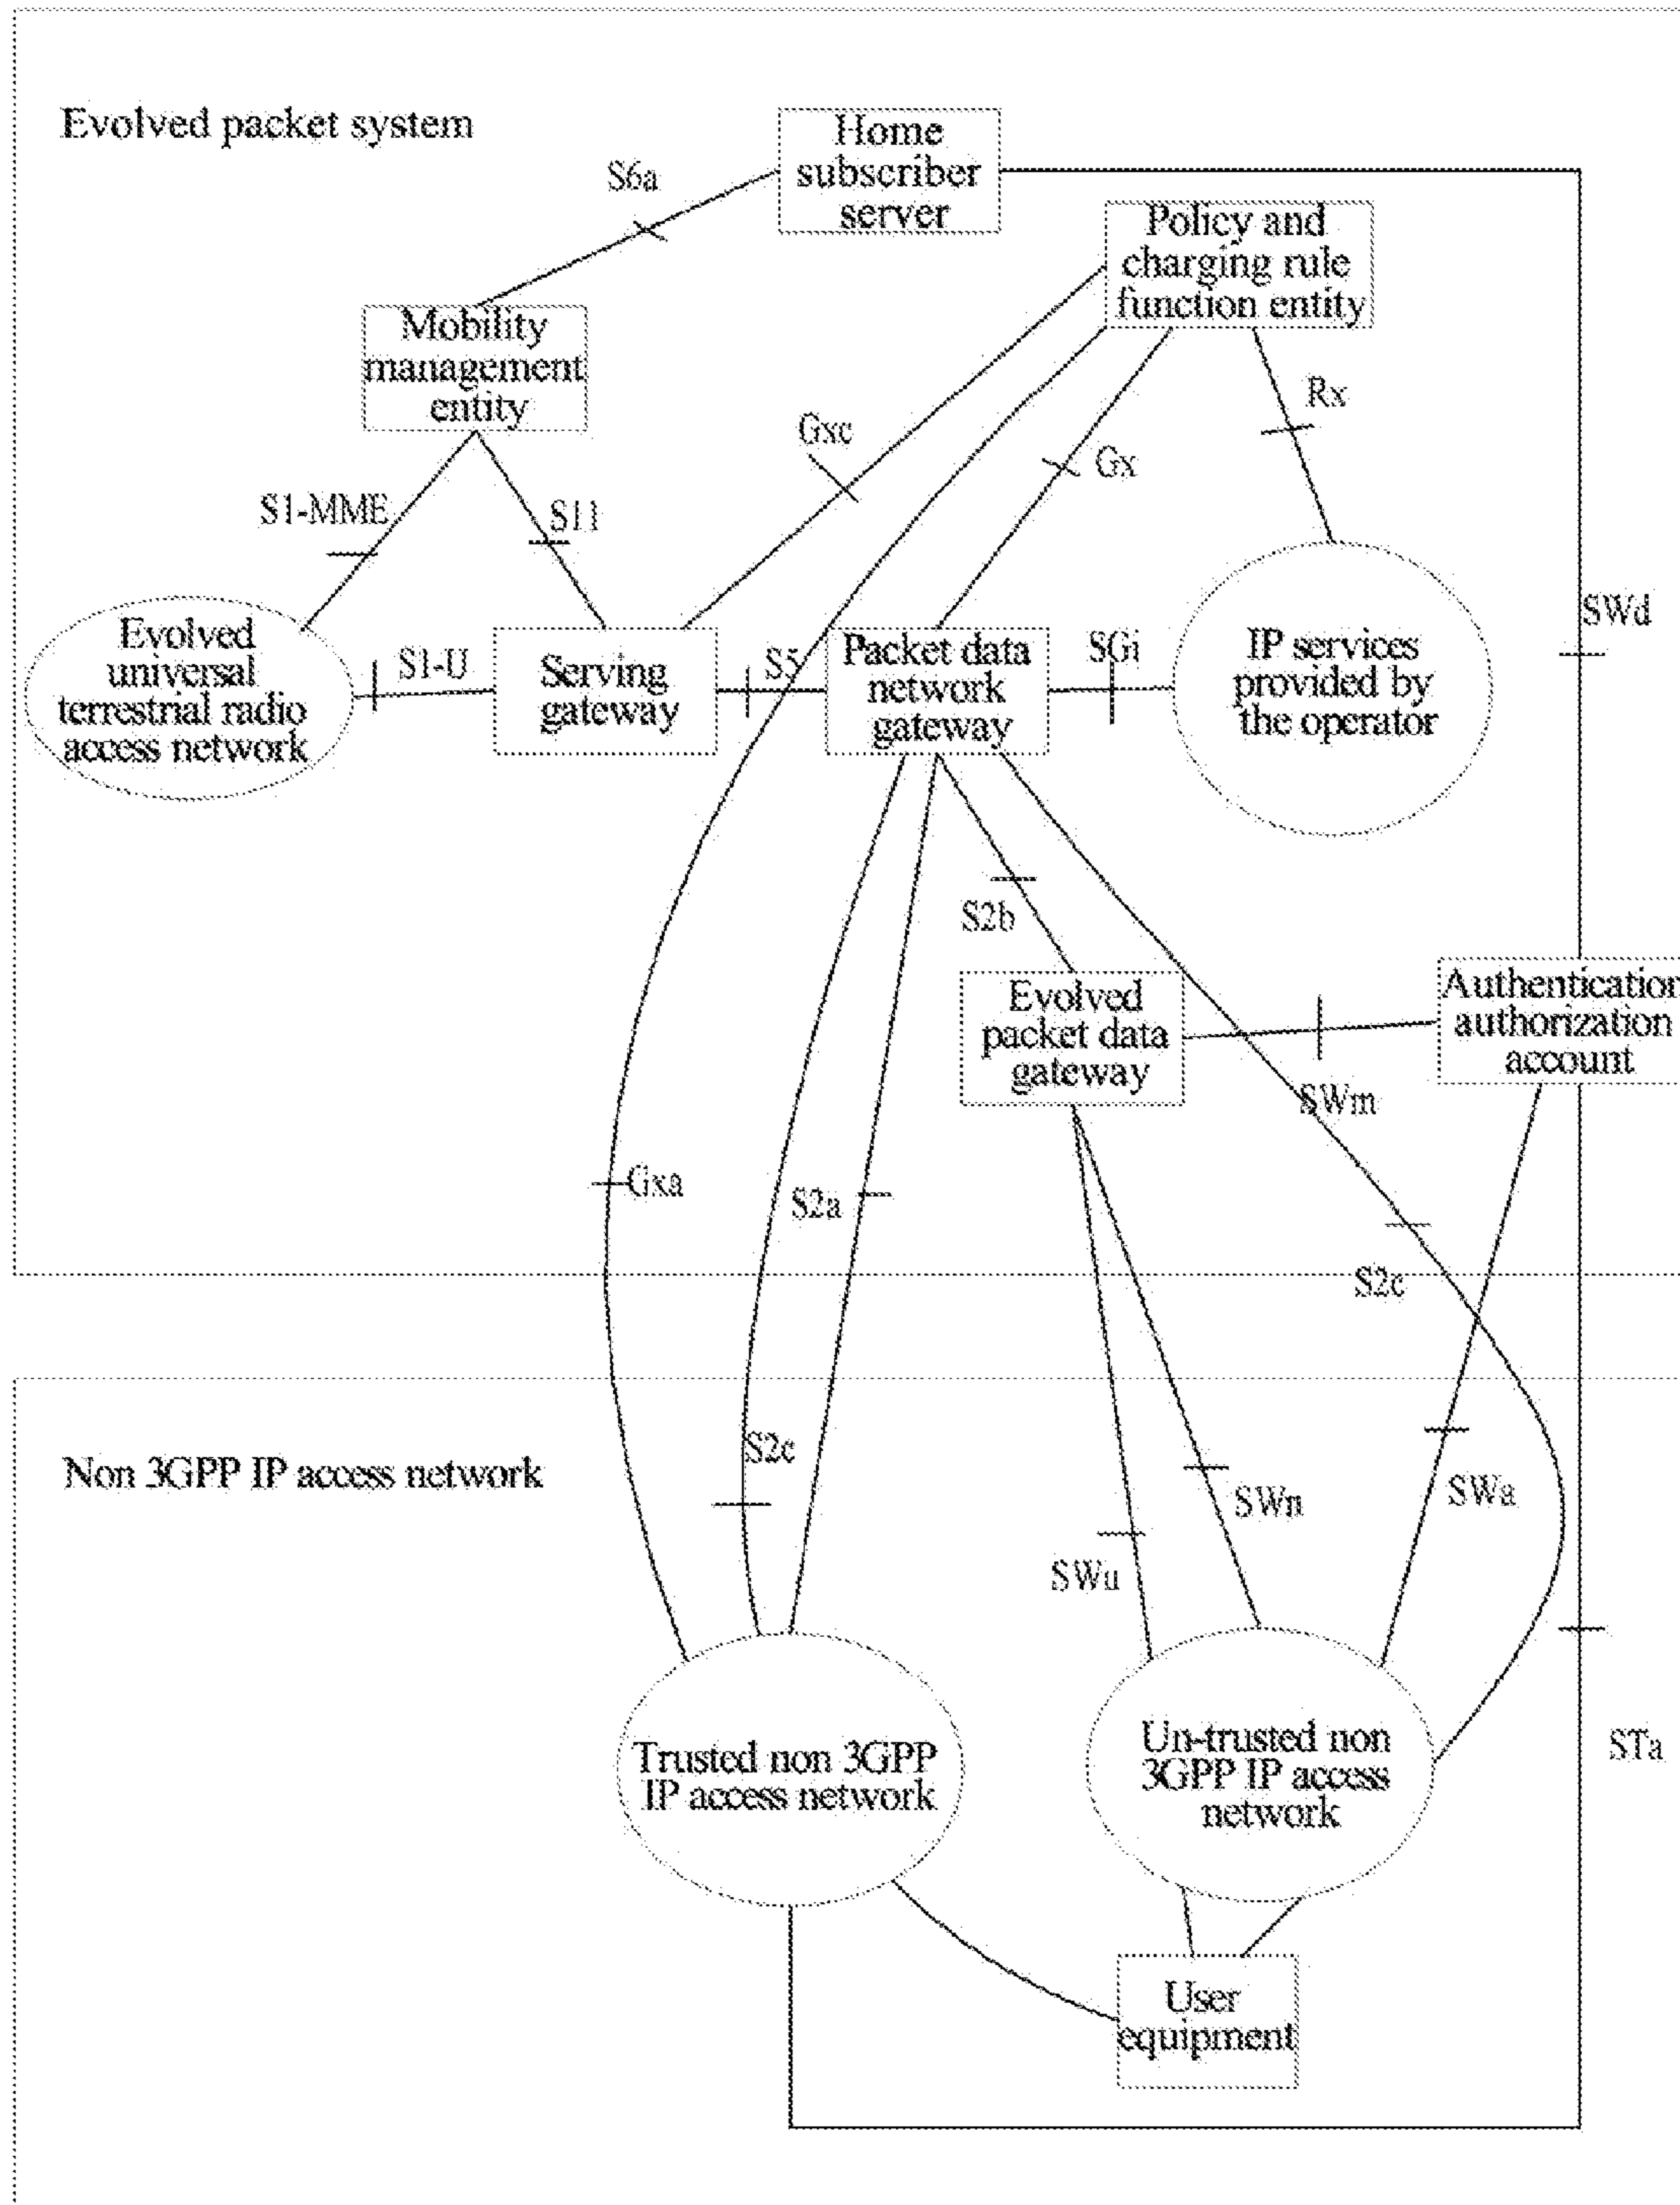 Evolved packet system
Home
subscriber
server
S6a
Policy and
charging rule
function entity
Mobility
management
entity
Rx
Gxc
Gx
S1-MME
S11
SWd
Evolved
universal
terrestrial radio
access network
S1-U
Serving
gateway
S5
Packet data
network
gateway
SGi
IP services
provided by
the operator
S2b
Evolved
packet data
gateway
Authentication
authorization
account
SWm
Gxa
S2a
S2c
S2c
Non 3GPP IP access network
SWn
SWa
SWu
Trusted non 3GPP
IP access network
Un-trusted non
3GPP IP access
network
STa
User
equipment